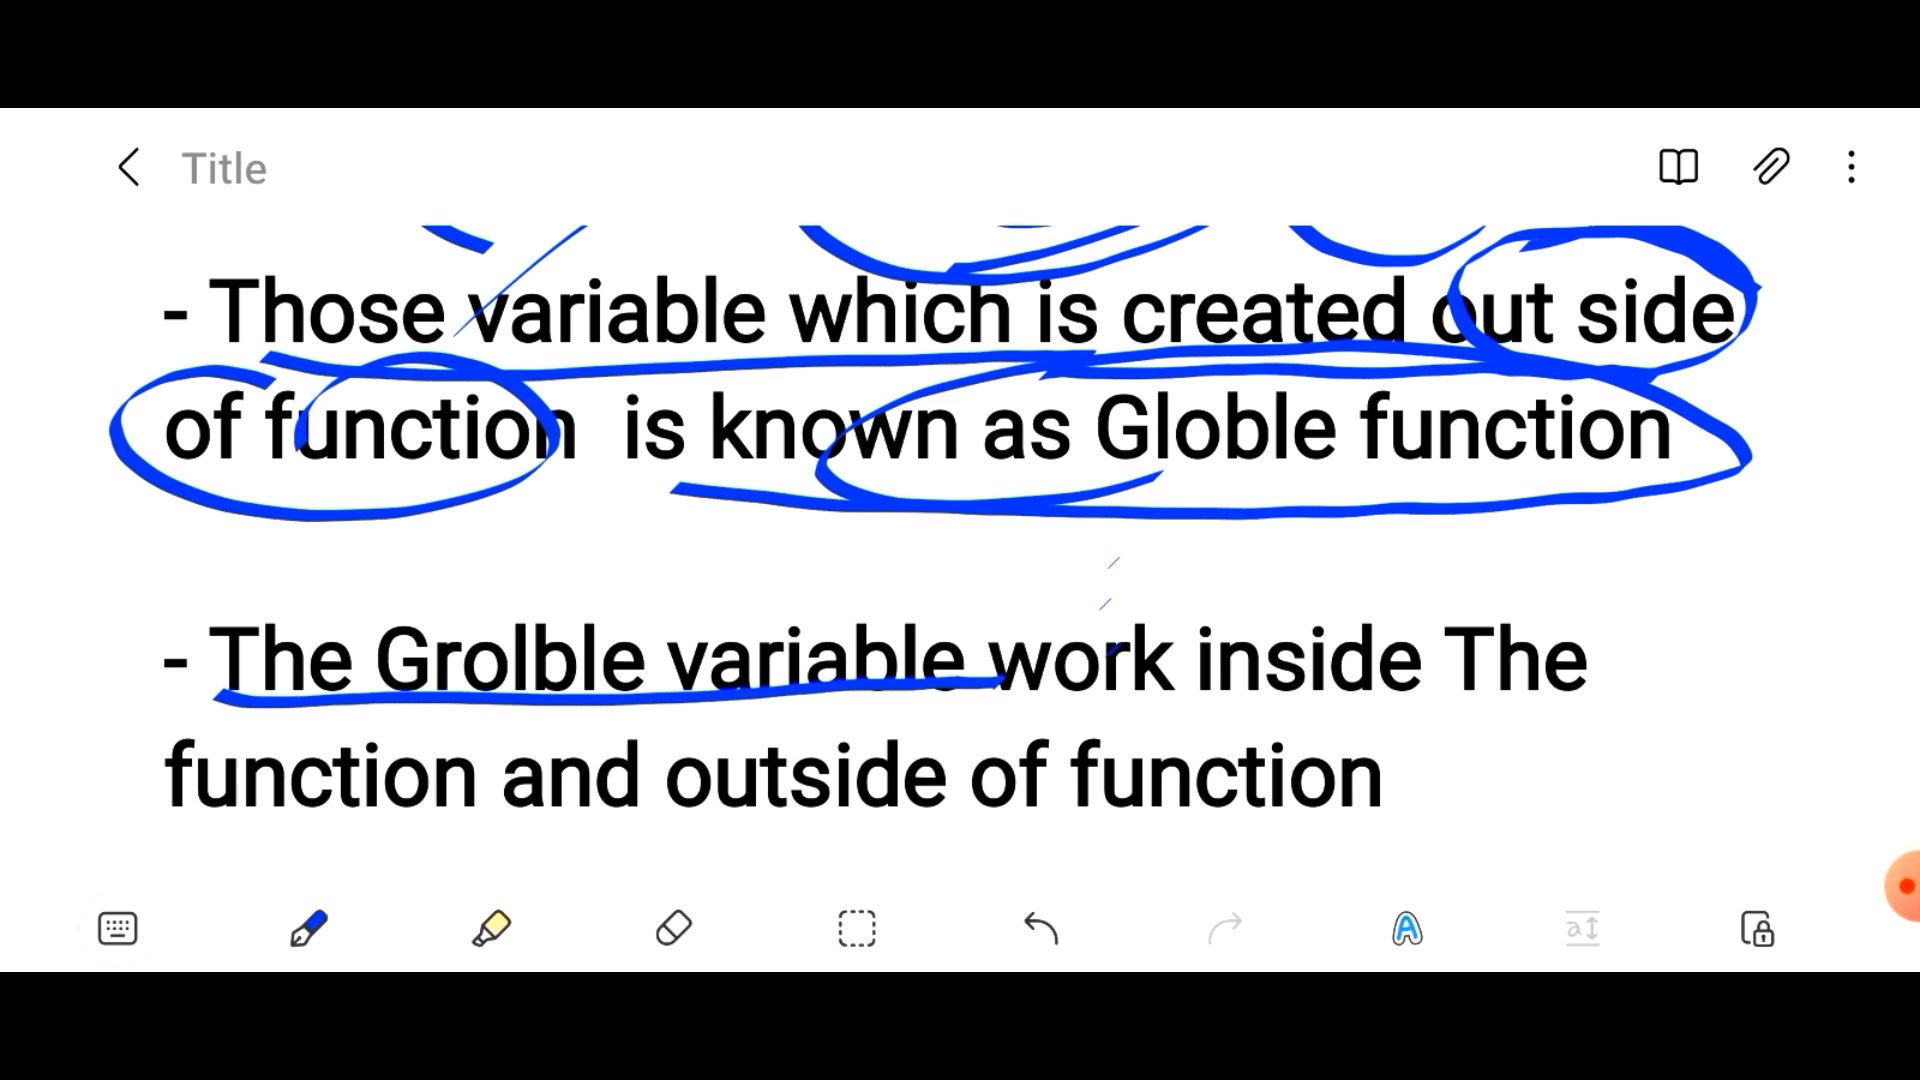 Title
- Those variable which is created out side
of function is known as Globle function
- The Grolble variable work inside The
function and outside of function
A
a